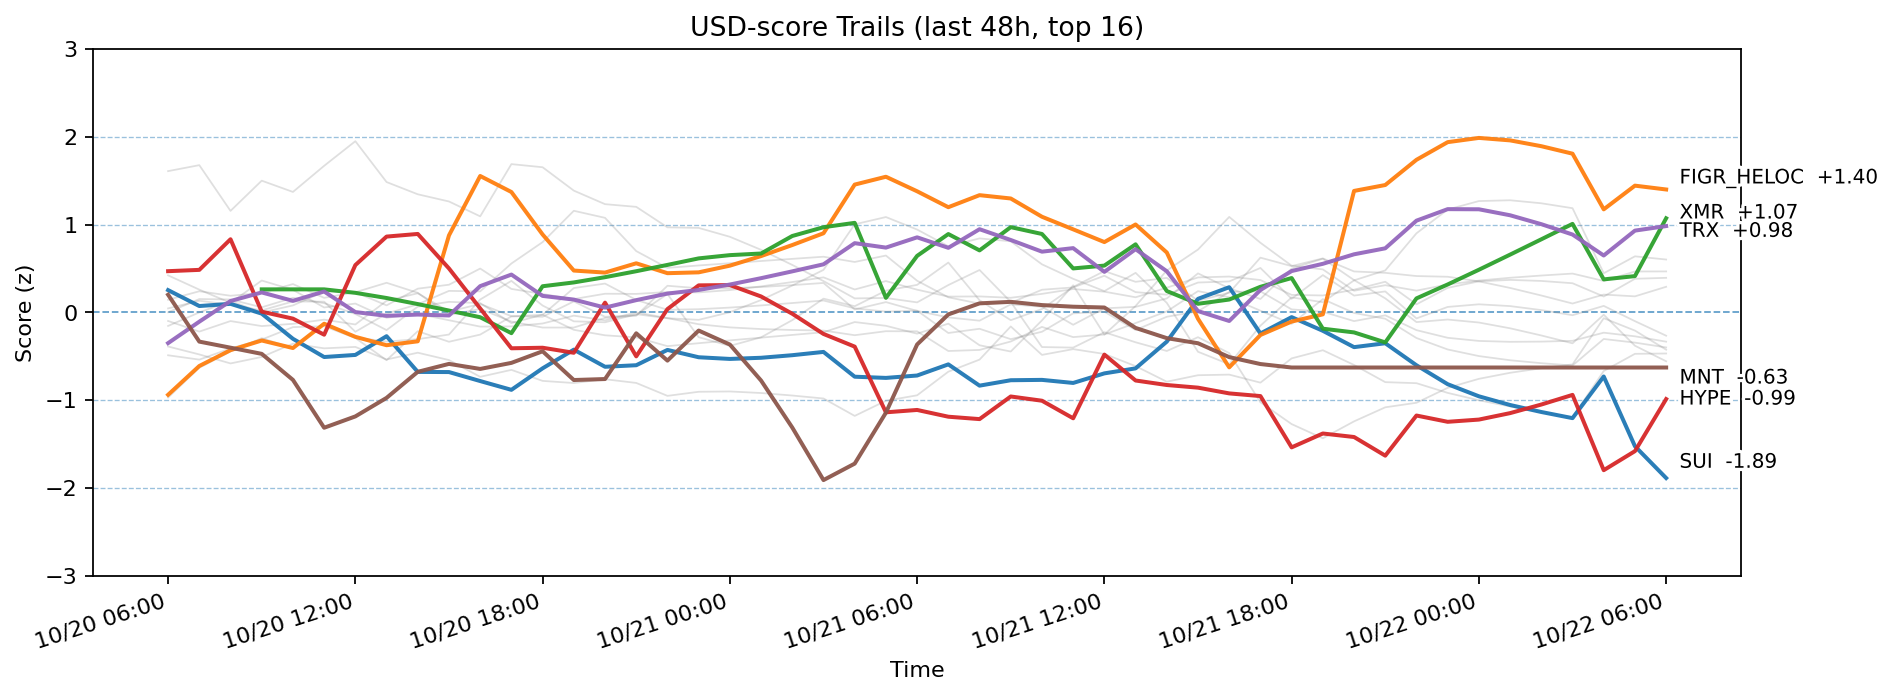 USD-score Trails (last 48h, top 16)
Score (z)
3
2
1
0
−1
−2
−3
FIGR_HELOC +1.40
XMR +1.07
TRX +0.98
MNT -0.63
HYPE -0.99
SUI -1.89
10/20 06:00
10/20 12:00
10/20 18:00
10/21 00:00
10/21 06:00
10/21 12:00
10/21 18:00
10/22 00:00
10/22 06:00
Time